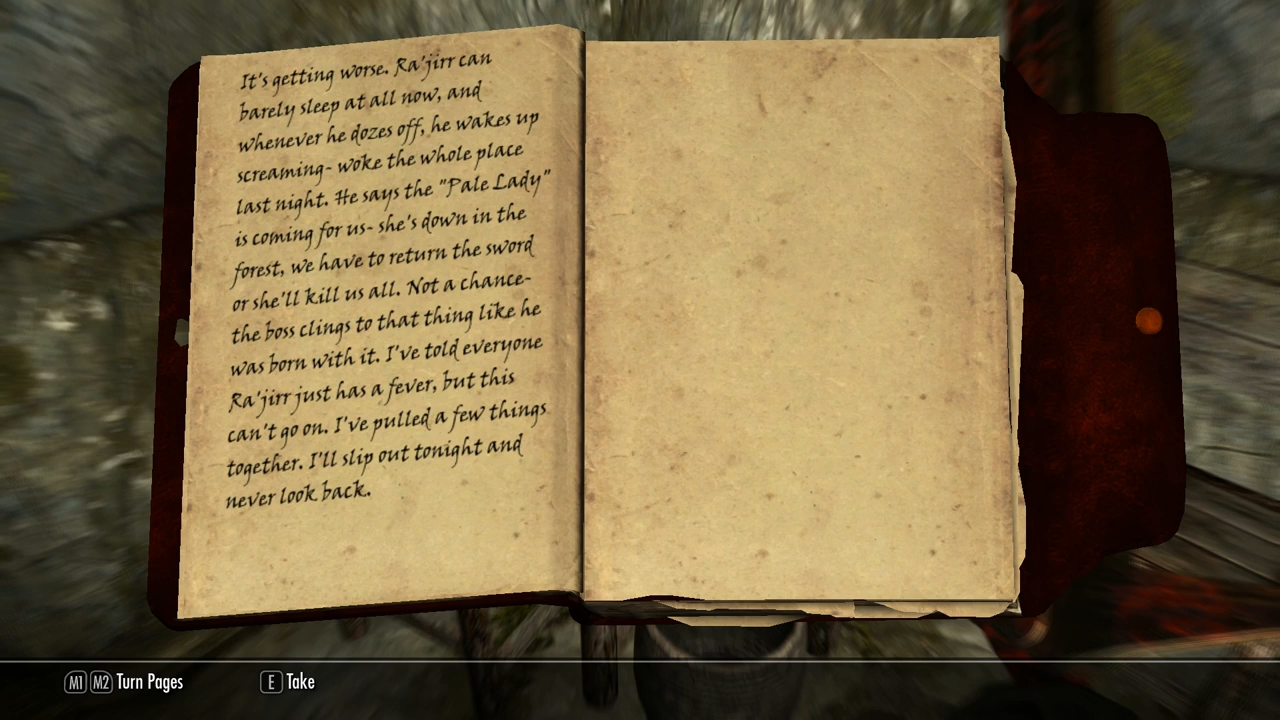 It's getting worse. Ra'jirr can
barely sleep at all now, and
whenever he dozes off, he wakes up
screaming- woke the whole place
last night. He says the "Pale Lady"
is coming for us- she's down in the
forest, we have to return the sword
or she'll kill us all. Not a chance-
the boss clings to that thing like he
was born with it. I've told everyone
Ra'jirr just has a fever, but this
can't go on. I've pulled a few things
together. I'll slip out tonight and
never look back.
M1 M2 Turn Pages E Take